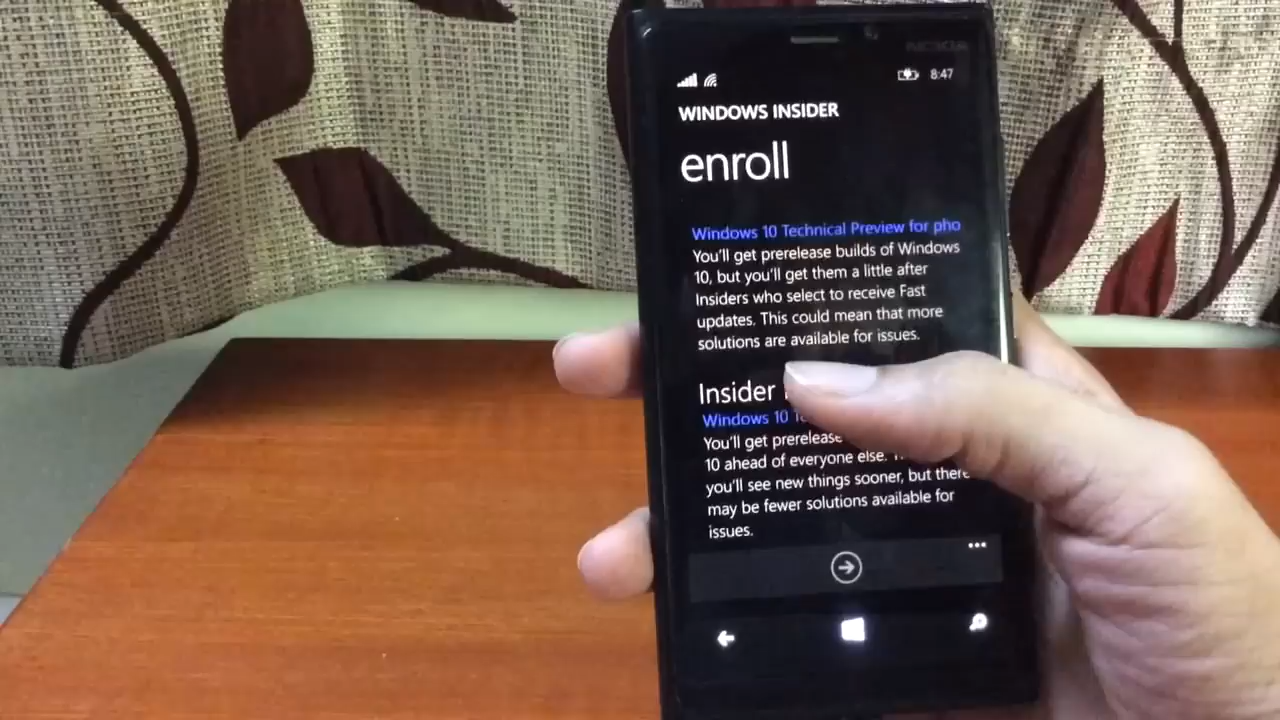 NOKIA
8:47
WINDOWS INSIDER
enroll
Windows 10 Technical Preview for pho
You'll get prerelease builds of Windows
10, but you'll get them a little after
Insiders who select to receive Fast
updates. This could mean that more
solutions are available for issues.
Insider
Windows 10
You'll get prerelease
10 ahead of everyone else.
you'll see new things sooner, but there
may be fewer solutions available for
issues.